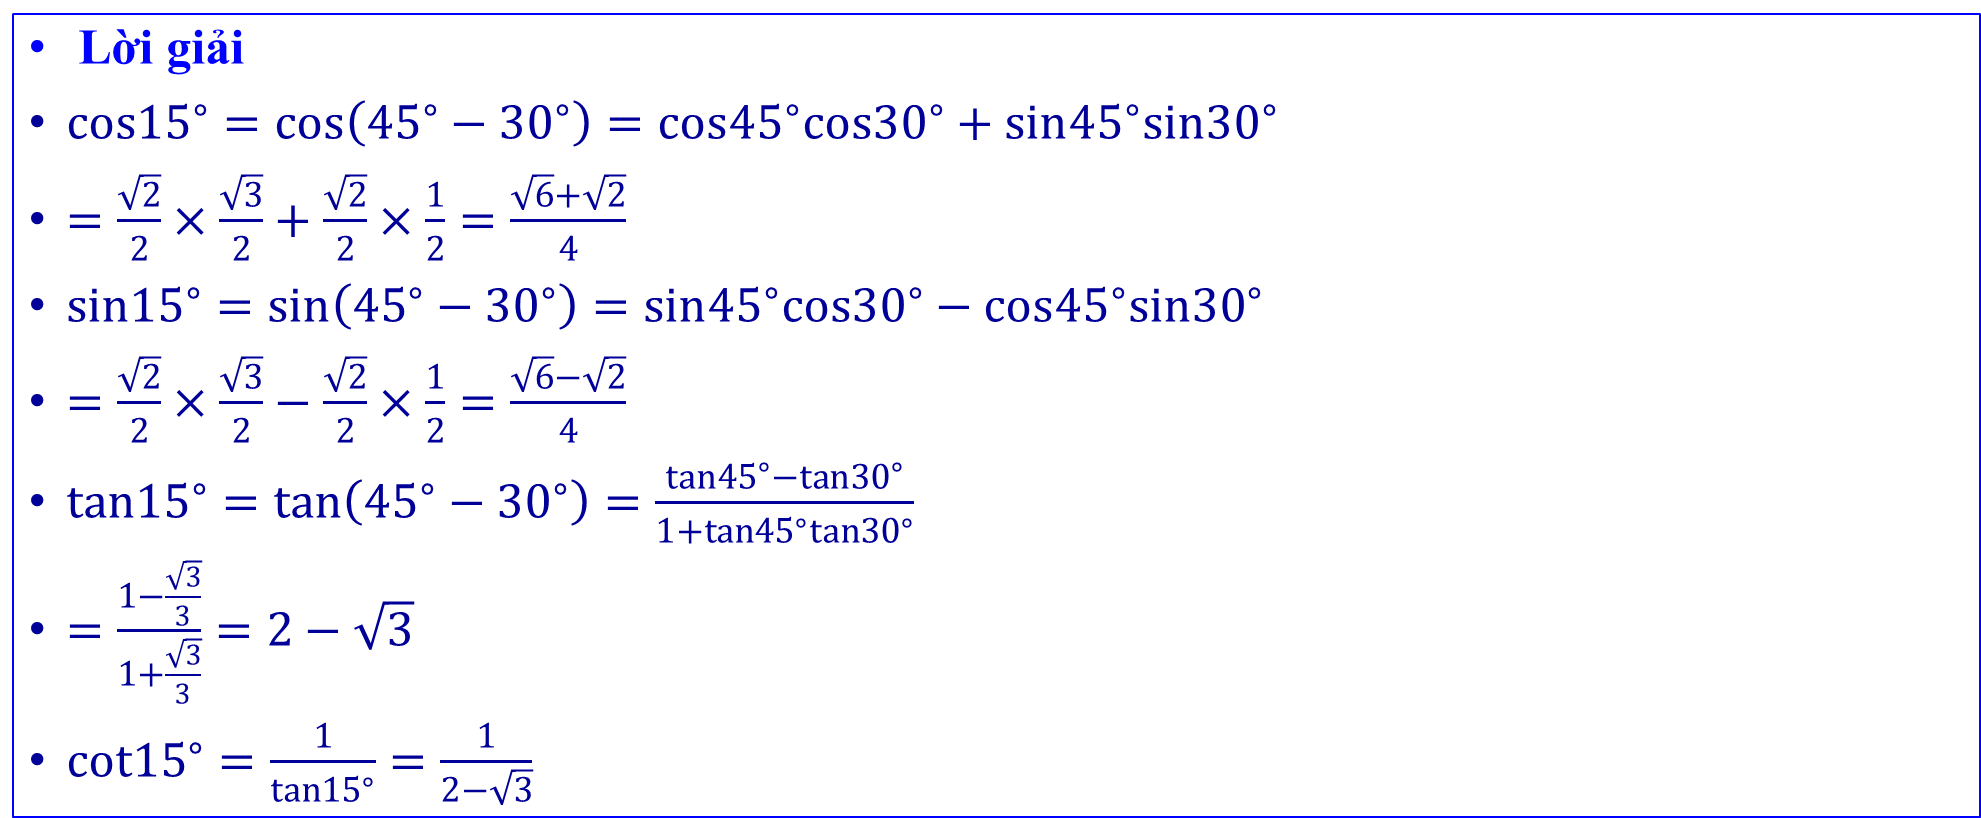 • Lời giải
• cos15° = cos(45° − 30°) = cos45°cos30° + sin45°sin30°
• = √2/2 × √3/2 + √2/2 × 1/2 = (√6+√2)/4
• sin15° = sin(45° − 30°) = sin45°cos30° − cos45°sin30°
• = √2/2 × √3/2 − √2/2 × 1/2 = (√6−√2)/4
• tan15° = tan(45° − 30°) = (tan45°−tan30°)/(1+tan45°tan30°)
• = (1−√3/3)/(1+√3/3) = 2 − √3
• cot15° = 1/tan15° = 1/(2−√3)